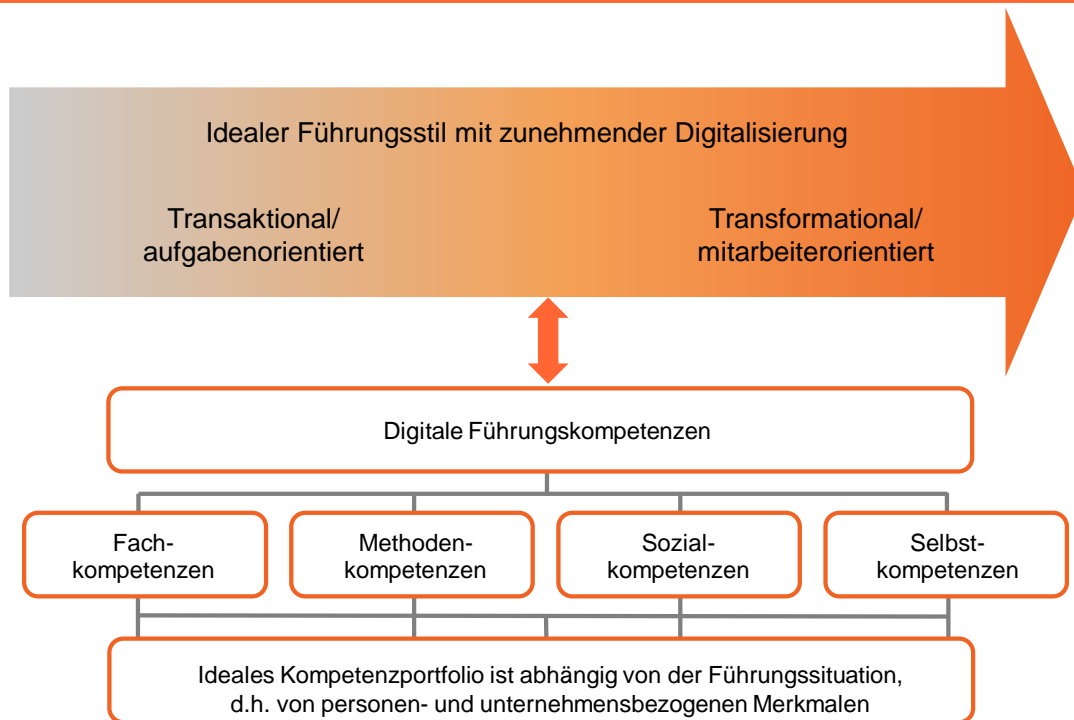 Idealer Führungsstil mit zunehmender Digitalisierung
Transaktional/
aufgabenorientiert
Transformational/
mitarbeiterorientiert
Digitale Führungskompetenzen
Fach-
kompetenzen
Methoden-
kompetenzen
Sozial-
kompetenzen
Selbst-
kompetenzen
Ideales Kompetenzportfolio ist abhängig von der Führungssituation,
d.h. von personen- und unternehmensbezogenen Merkmalen